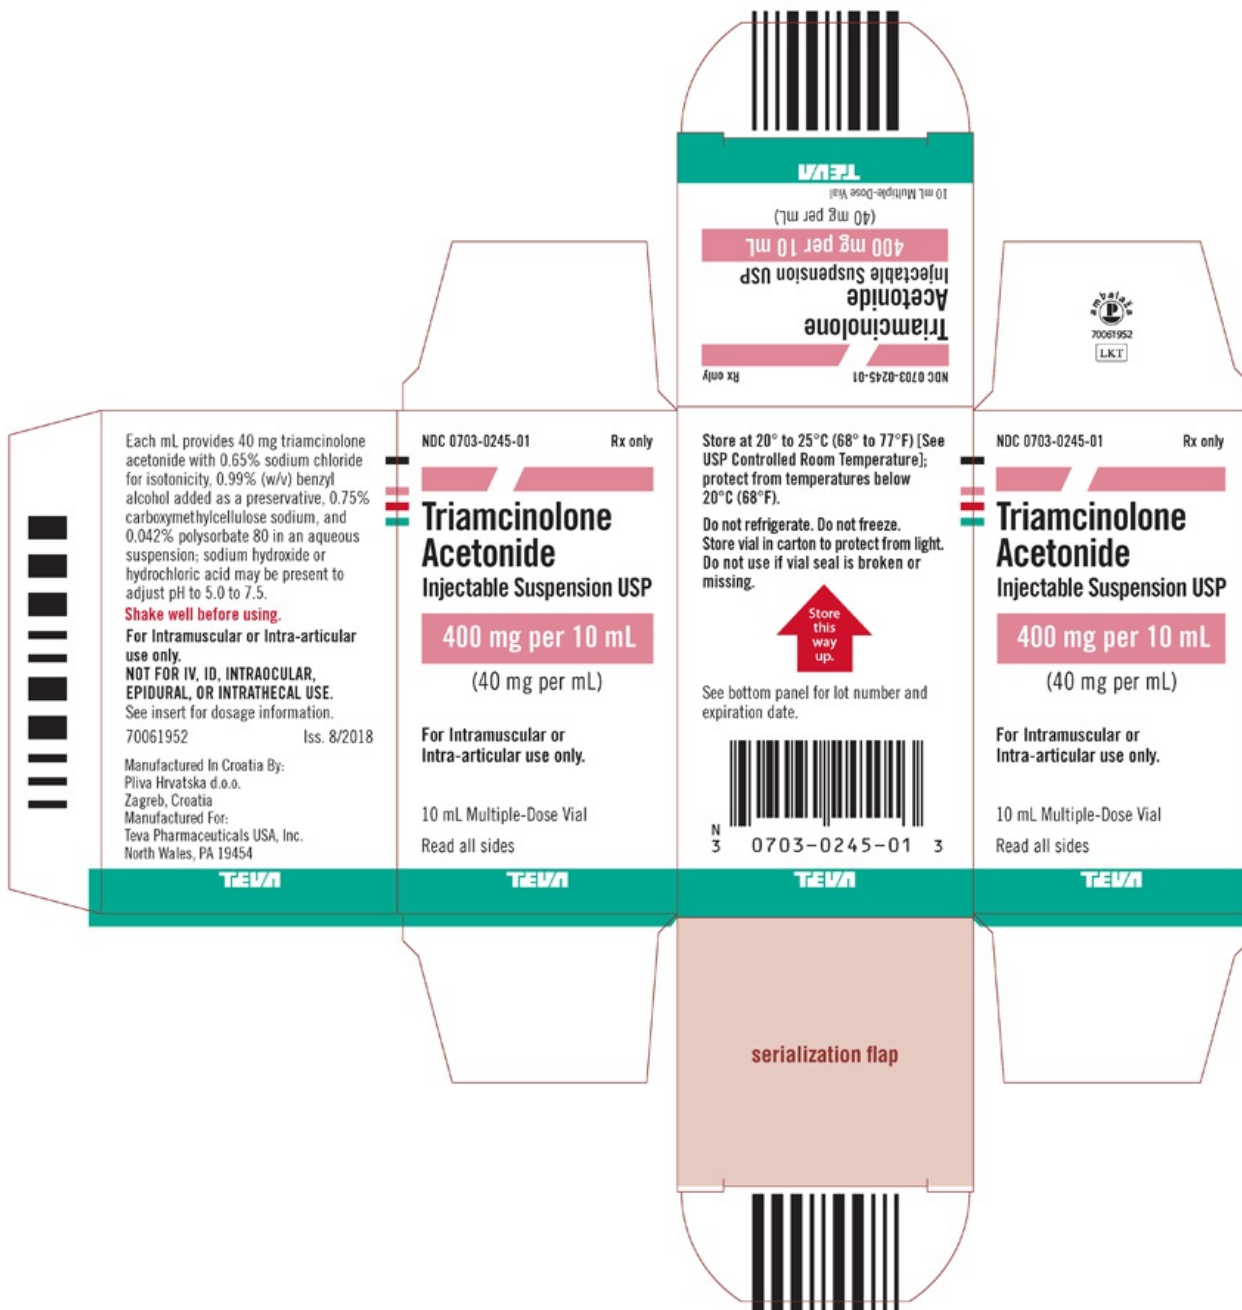 TEVA
10 mL Multiple-Dose Vial
(40 mg per mL)
400 mg per 10 mL
Injectable Suspension USP
Acetonide
Triamcinolone
NDC 0703-0245-01 Rx only
ambalaža
P
70061952
LKT
Each mL provides 40 mg triamcinolone
acetonide with 0.65% sodium chloride
for isotonicity, 0.99% (w/v) benzyl
alcohol added as a preservative, 0.75%
carboxymethylcellulose sodium, and
0.042% polysorbate 80 in an aqueous
suspension; sodium hydroxide or
hydrochloric acid may be present to
adjust pH to 5.0 to 7.5.
Shake well before using.
For Intramuscular or Intra-articular
use only.
NOT FOR IV, ID, INTRAOCULAR,
EPIDURAL, OR INTRATHECAL USE.
See insert for dosage information.
70061952 Iss. 8/2018
Manufactured In Croatia By:
Pliva Hrvatska d.o.o.
Zagreb, Croatia
Manufactured For:
Teva Pharmaceuticals USA, Inc.
North Wales, PA 19454
TEVA
NDC 0703-0245-01 Rx only
Triamcinolone
Acetonide
Injectable Suspension USP
400 mg per 10 mL
(40 mg per mL)
For Intramuscular or
Intra-articular use only.
10 mL Multiple-Dose Vial
Read all sides
TEVA
Store at 20° to 25°C (68° to 77°F) [See
USP Controlled Room Temperature];
protect from temperatures below
20°C (68°F).
Do not refrigerate. Do not freeze.
Store vial in carton to protect from light.
Do not use if vial seal is broken or
missing.
Store
this
way
up.
See bottom panel for lot number and
expiration date.
N
3 0703-0245-01 3
TEVA
NDC 0703-0245-01 Rx only
Triamcinolone
Acetonide
Injectable Suspension USP
400 mg per 10 mL
(40 mg per mL)
For Intramuscular or
Intra-articular use only.
10 mL Multiple-Dose Vial
Read all sides
TEVA
serialization flap